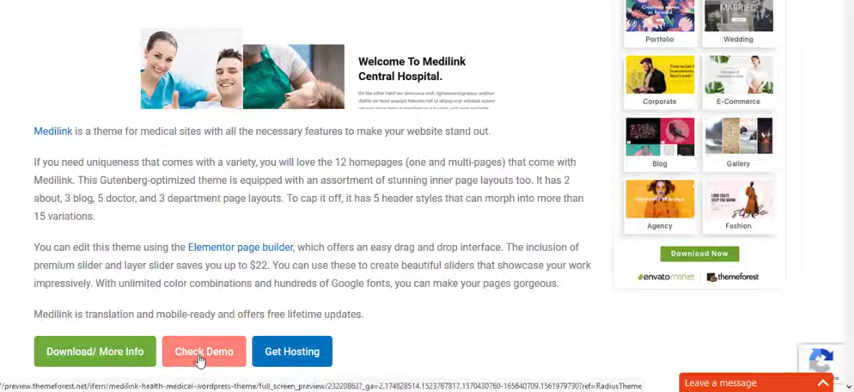 Welcome To Medilink
Central Hospital.
Medilink is a theme for medical sites with all the necessary features to make your website stand out.
If you need uniqueness that comes with a variety, you will love the 12 homepages (one and multi-pages) that come with
Medilink. This Gutenberg-optimized theme is equipped with an assortment of stunning inner page layouts too. It has 2
about, 3 blog, 5 doctor, and 3 department page layouts. To cap it off, it has 5 header styles that can morph into more than
15 variations.
You can edit this theme using the Elementor page builder, which offers an easy drag and drop interface. The inclusion of
premium slider and layer slider saves you up to $22. You can use these to create beautiful sliders that showcase your work
impressively. With unlimited color combinations and hundreds of Google fonts, you can make your pages gorgeous.
Medilink is translation and mobile-ready and offers free lifetime updates.
Download/ More Info
Check Demo
Get Hosting
Portfolio
Wedding
Corporate
E-Commerce
Blog
Gallery
Agency
Fashion
Download Now
envatomarket
themeforest
Leave a message